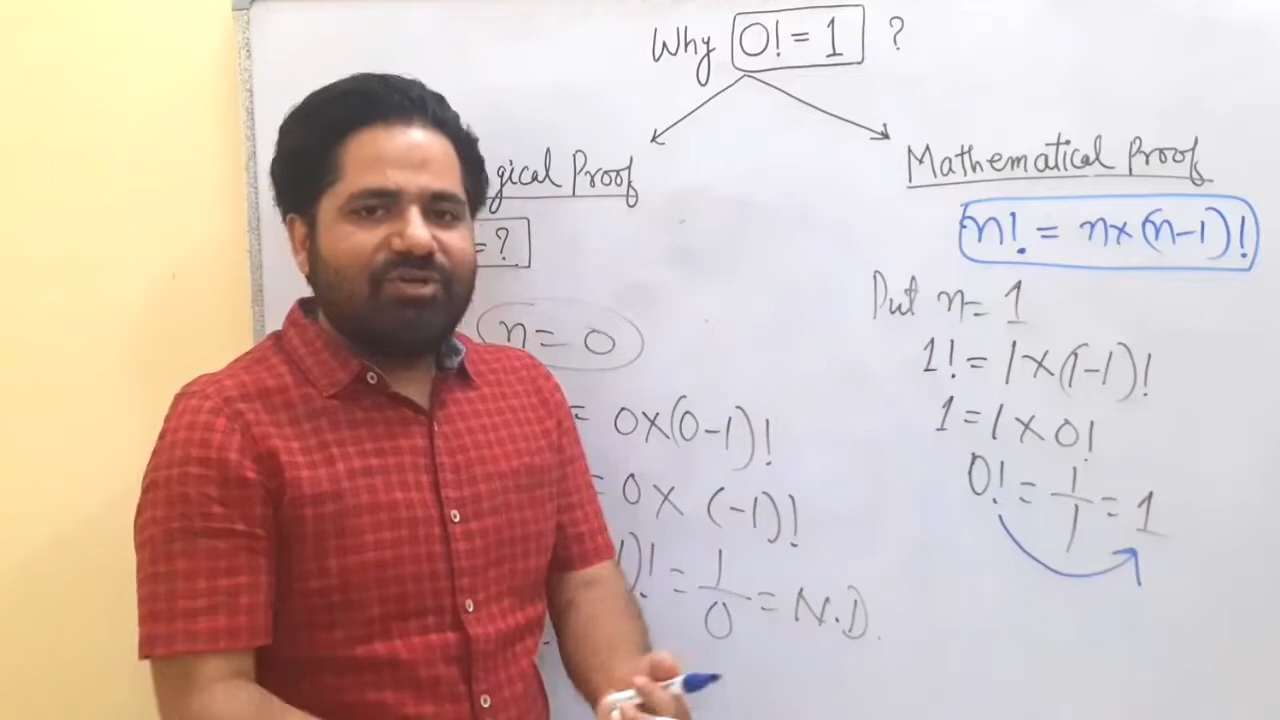 Why 0! = 1 ?
gical Proof
= ?
n = 0
= 0×(0-1)!
= 0 × (-1)!
)! = 1/0 = N.D.
Mathematical Proof
n! = n×(n-1)!
Put n= 1
1! = 1×(1-1)!
1 = 1 × 0!
0! = 1/1 = 1